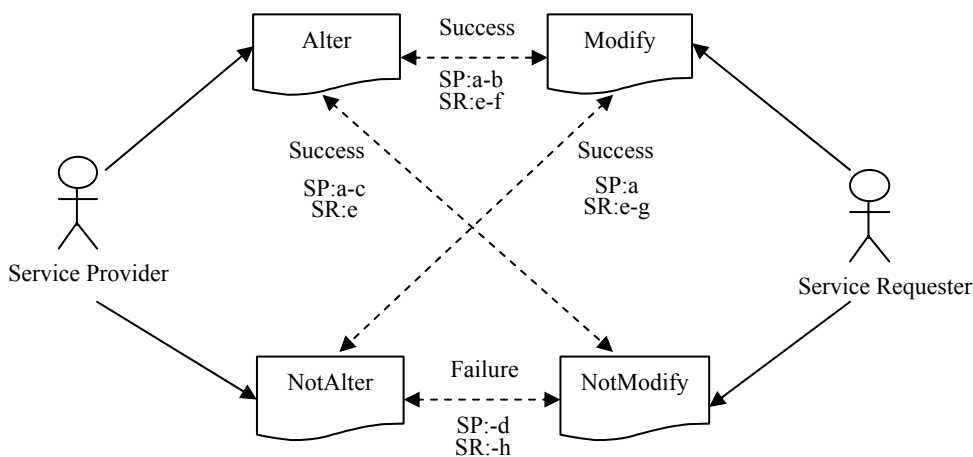 Alter
Success
Modify
SP:a-b
SR:e-f
Success
Success
SP:a-c
SR:e
SP:a
SR:e-g
Service Provider
Service Requester
NotAlter
Failure
NotModify
SP:-d
SR:-h